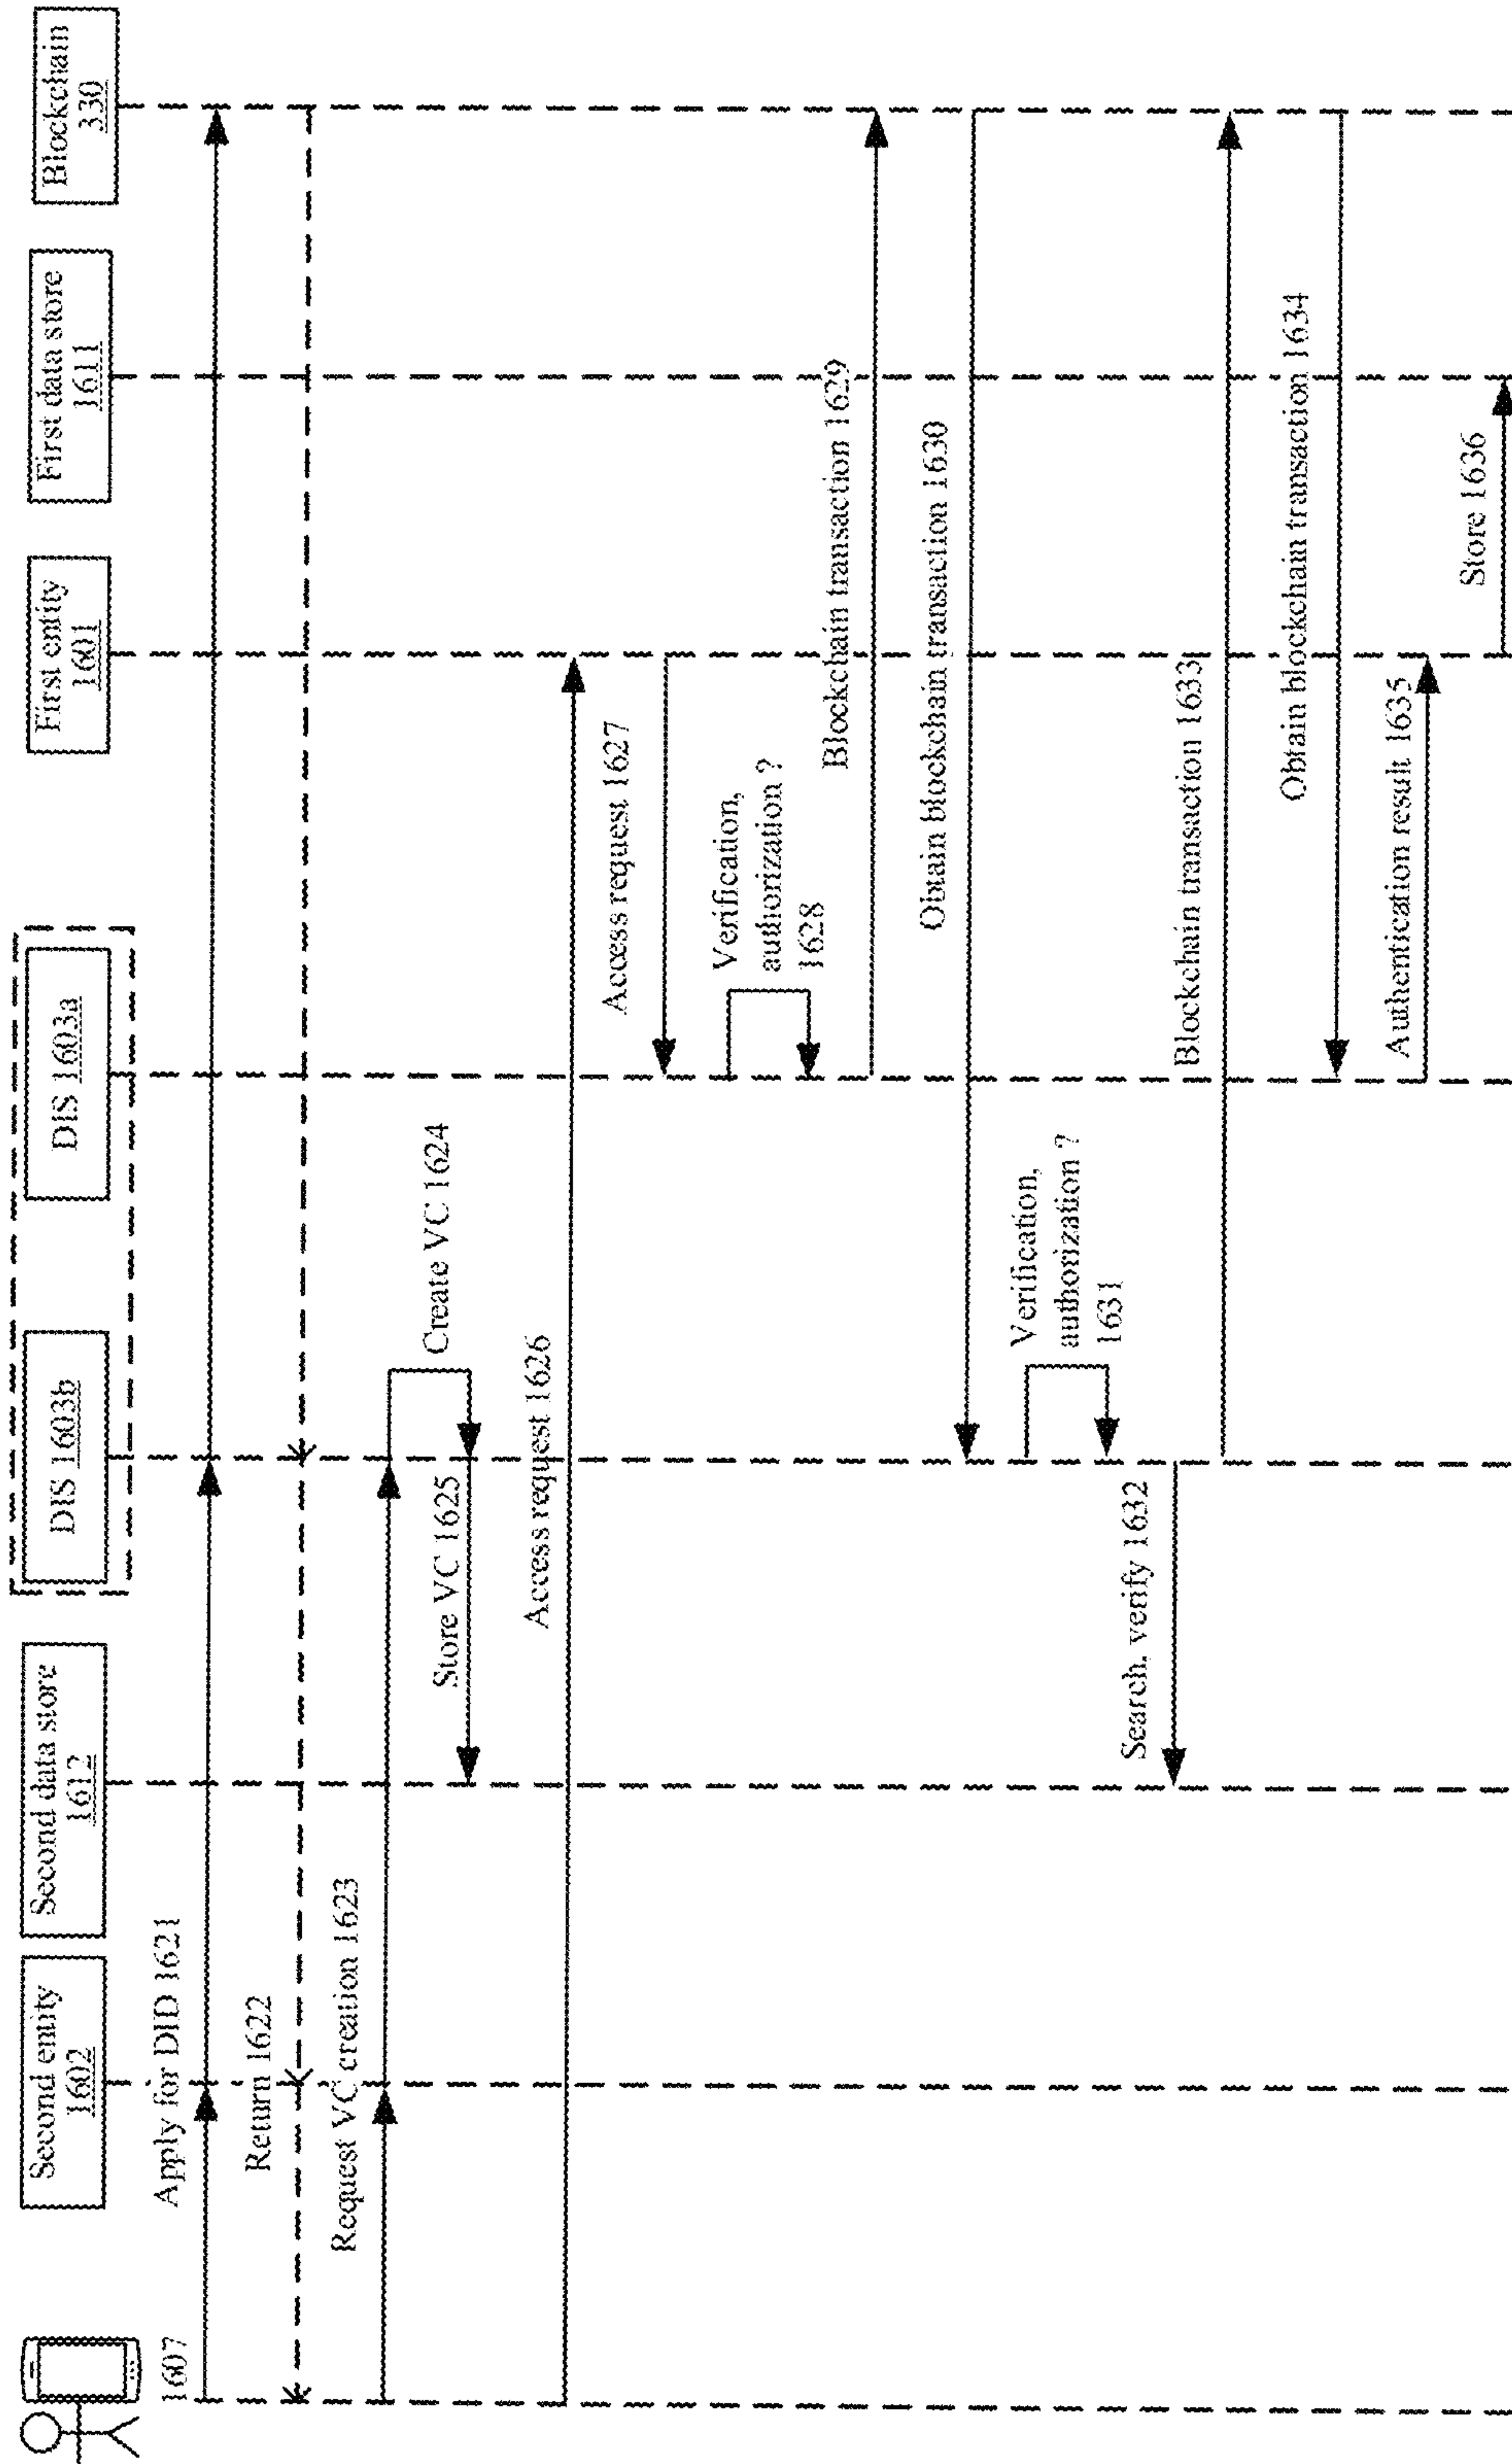 1607
Second entity
1602
Second data store
1612
DIS 1603b
DIS 1603a
First entity
1601
First data store
1611
Blockchain
330
Apply for DID 1621
Return 1622
Request VC creation 1623
Create VC 1624
Store VC 1625
Access request 1626
Access request 1627
Verification,
authorization ?
1628
Blockchain transaction 1629
Obtain blockchain transaction 1630
Verification,
authorization ?
1631
Search, verify 1632
Blockchain transaction 1633
Obtain blockchain transaction 1634
Authentication result 1635
Store 1636